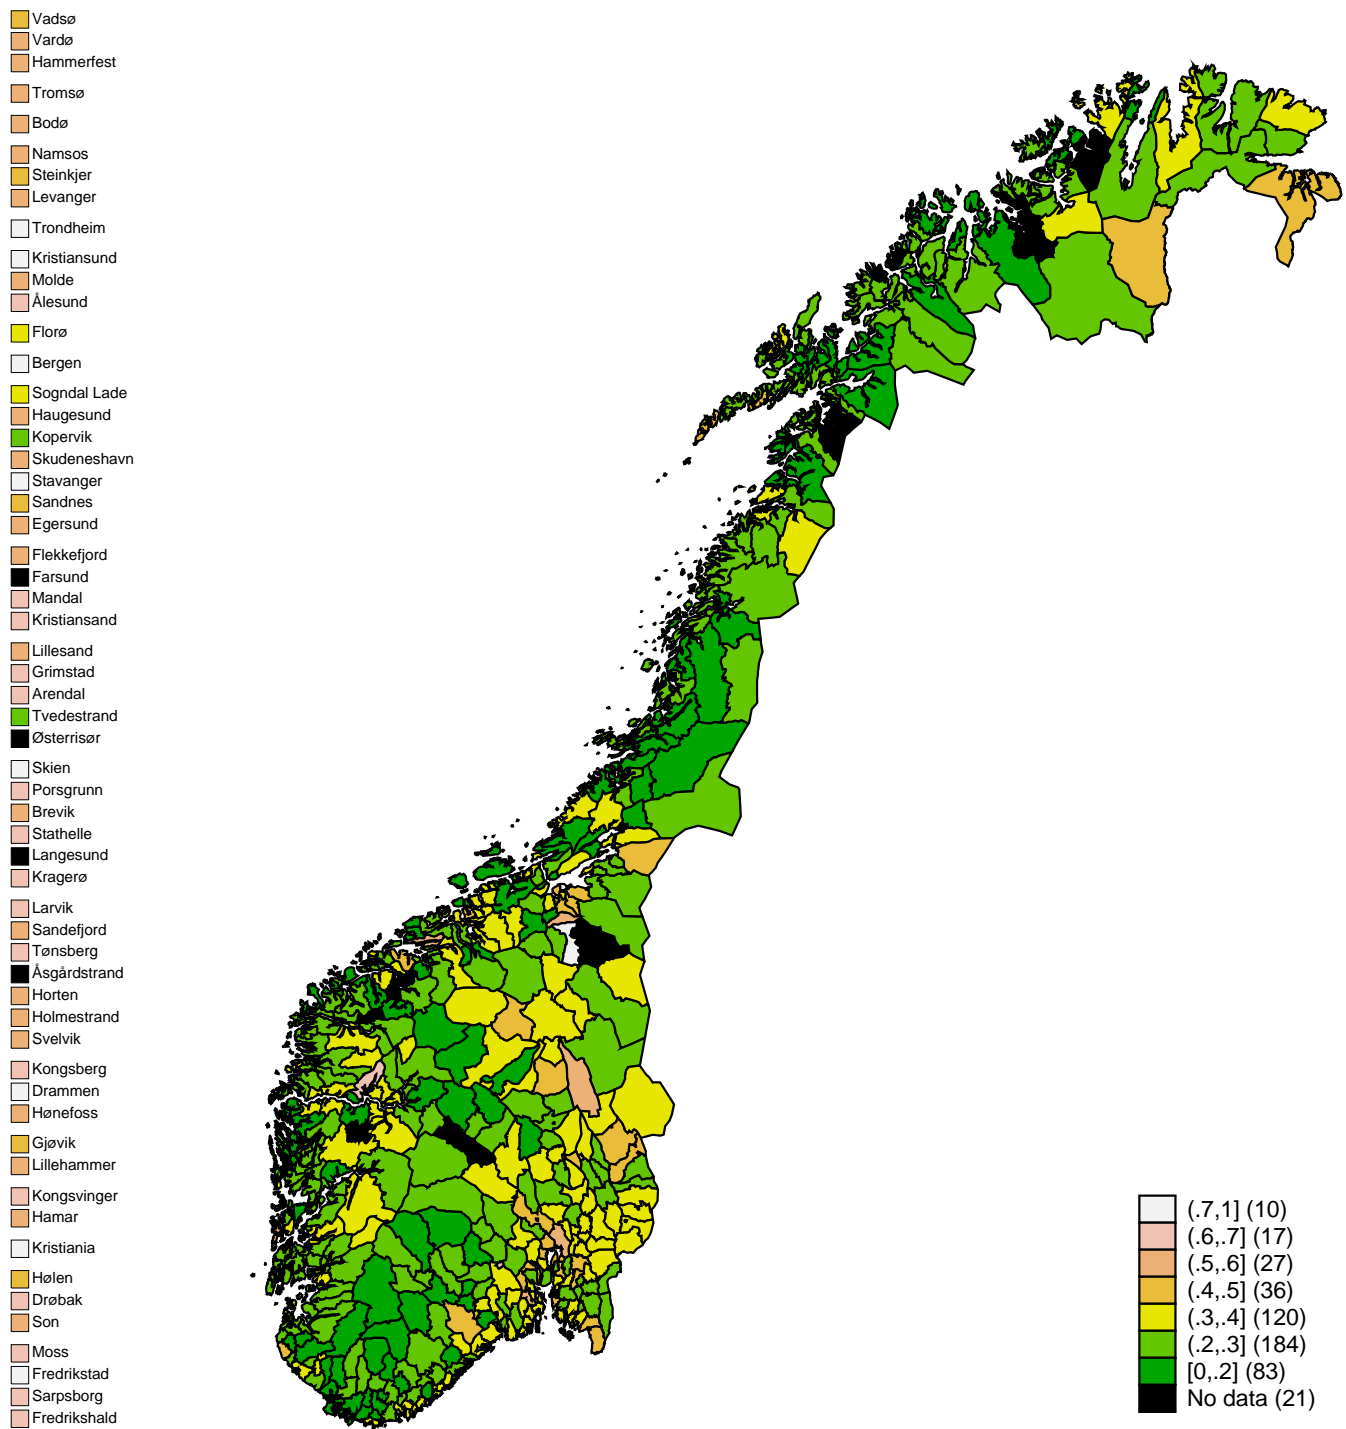 Vadsø
Vardø
Hammerfest
Tromsø
Bodø
Namsos
Steinkjer
Levanger
Trondheim
Kristiansund
Molde
Ålesund
Florø
Bergen
Sogndal Lade
Haugesund
Kopervik
Skudeneshavn
Stavanger
Sandnes
Egersund
Flekkefjord
Farsund
Mandal
Kristiansand
Lillesand
Grimstad
Arendal
Tvedestrand
Østerrisør
Skien
Porsgrunn
Brevik
Stathelle
Langesund
Kragerø
Larvik
Sandefjord
Tønsberg
Åsgårdstrand
Horten
Holmestrand
Svelvik
Kongsberg
Drammen
Hønefoss
Gjøvik
Lillehammer
Kongsvinger
Hamar
Kristiania
Hølen
Drøbak
Son
Moss
Fredrikstad
Sarpsborg
Fredrikshald
(.7,1] (10)
(.6,.7] (17)
(.5,.6] (27)
(.4,.5] (36)
(.3,.4] (120)
(.2,.3] (184)
[0,.2] (83)
No data (21)